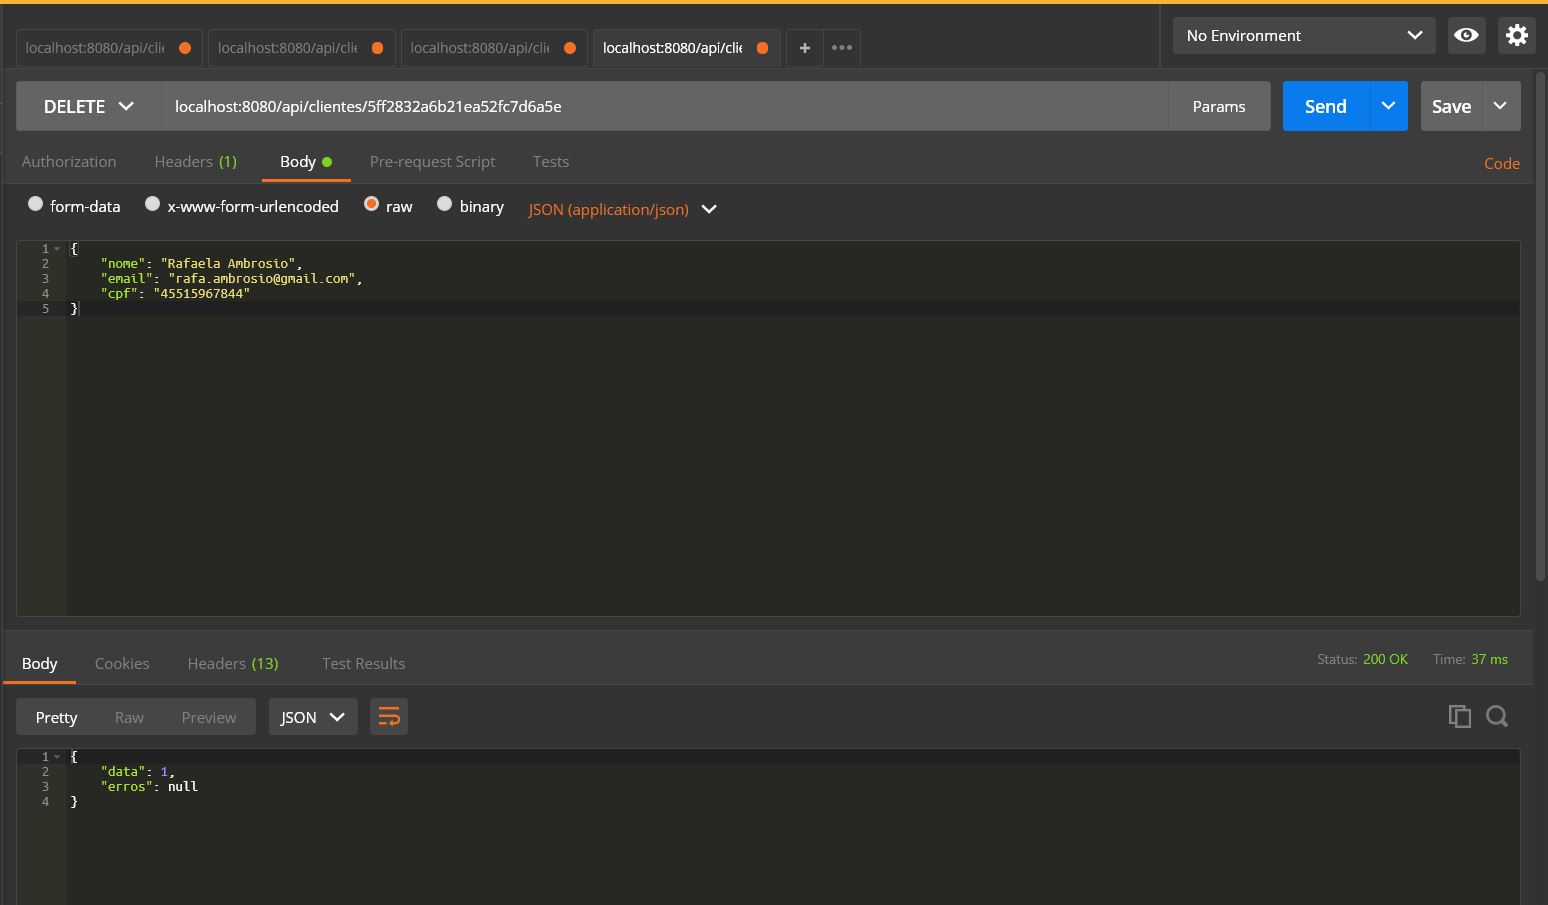 localhost:8080/api/clie localhost:8080/api/clie localhost:8080/api/clie localhost:8080/api/clie + ••• No Environment
DELETE localhost:8080/api/clientes/5ff2832a6b21ea52fc7d6a5e Params Send Save
Authorization Headers (1) Body Pre-request Script Tests Code
form-data x-www-form-urlencoded raw binary JSON (application/json)
1 {
2 "nome": "Rafaela Ambrosio",
3 "email": "rafa.ambrosio@gmail.com",
4 "cpf": "45515967844"
5 }
Body Cookies Headers (13) Test Results Status: 200 OK Time: 37 ms
Pretty Raw Preview JSON
1 {
2 "data": 1,
3 "erros": null
4 }